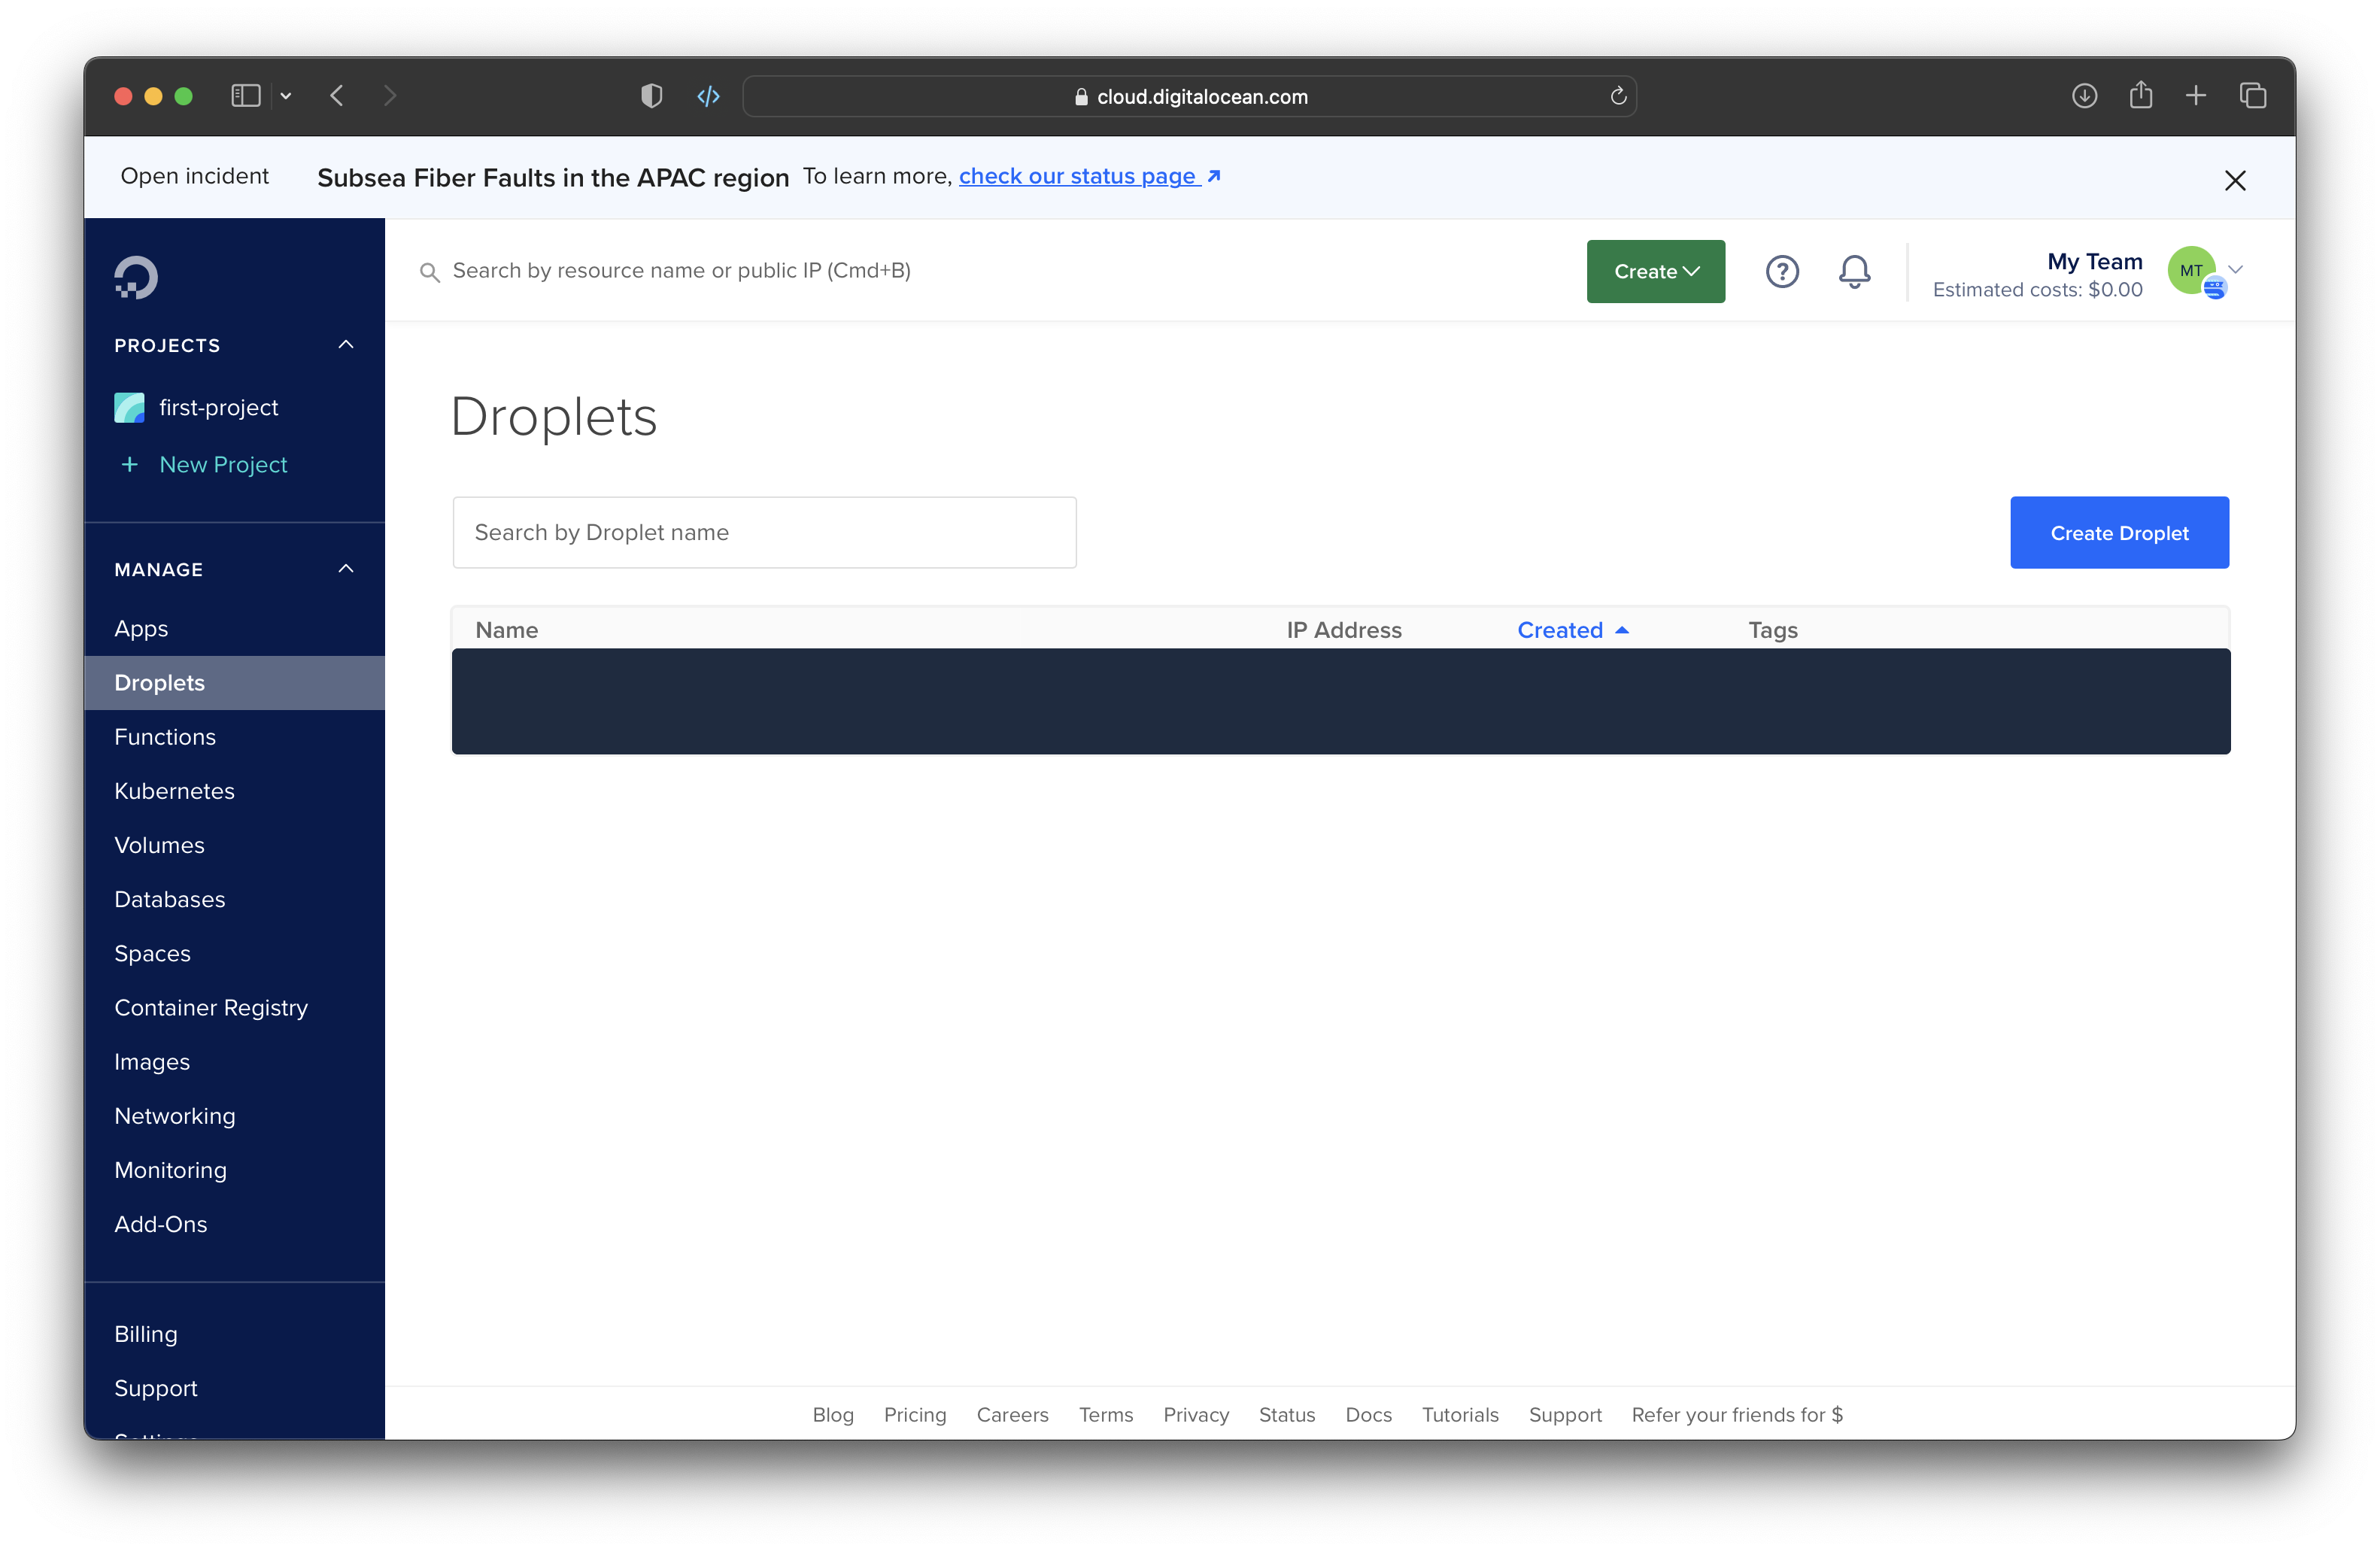 cloud.digitalocean.com
Open incident Subsea Fiber Faults in the APAC region To learn more, check our status page
Search by resource name or public IP (Cmd+B)
Create
My Team
Estimated costs: $0.00
MT
PROJECTS
first-project
+ New Project
MANAGE
Apps
Droplets
Functions
Kubernetes
Volumes
Databases
Spaces
Container Registry
Images
Networking
Monitoring
Add-Ons
Billing
Support
Settings
Droplets
Search by Droplet name
Create Droplet
Name IP Address Created Tags
Blog Pricing Careers Terms Privacy Status Docs Tutorials Support Refer your friends for $